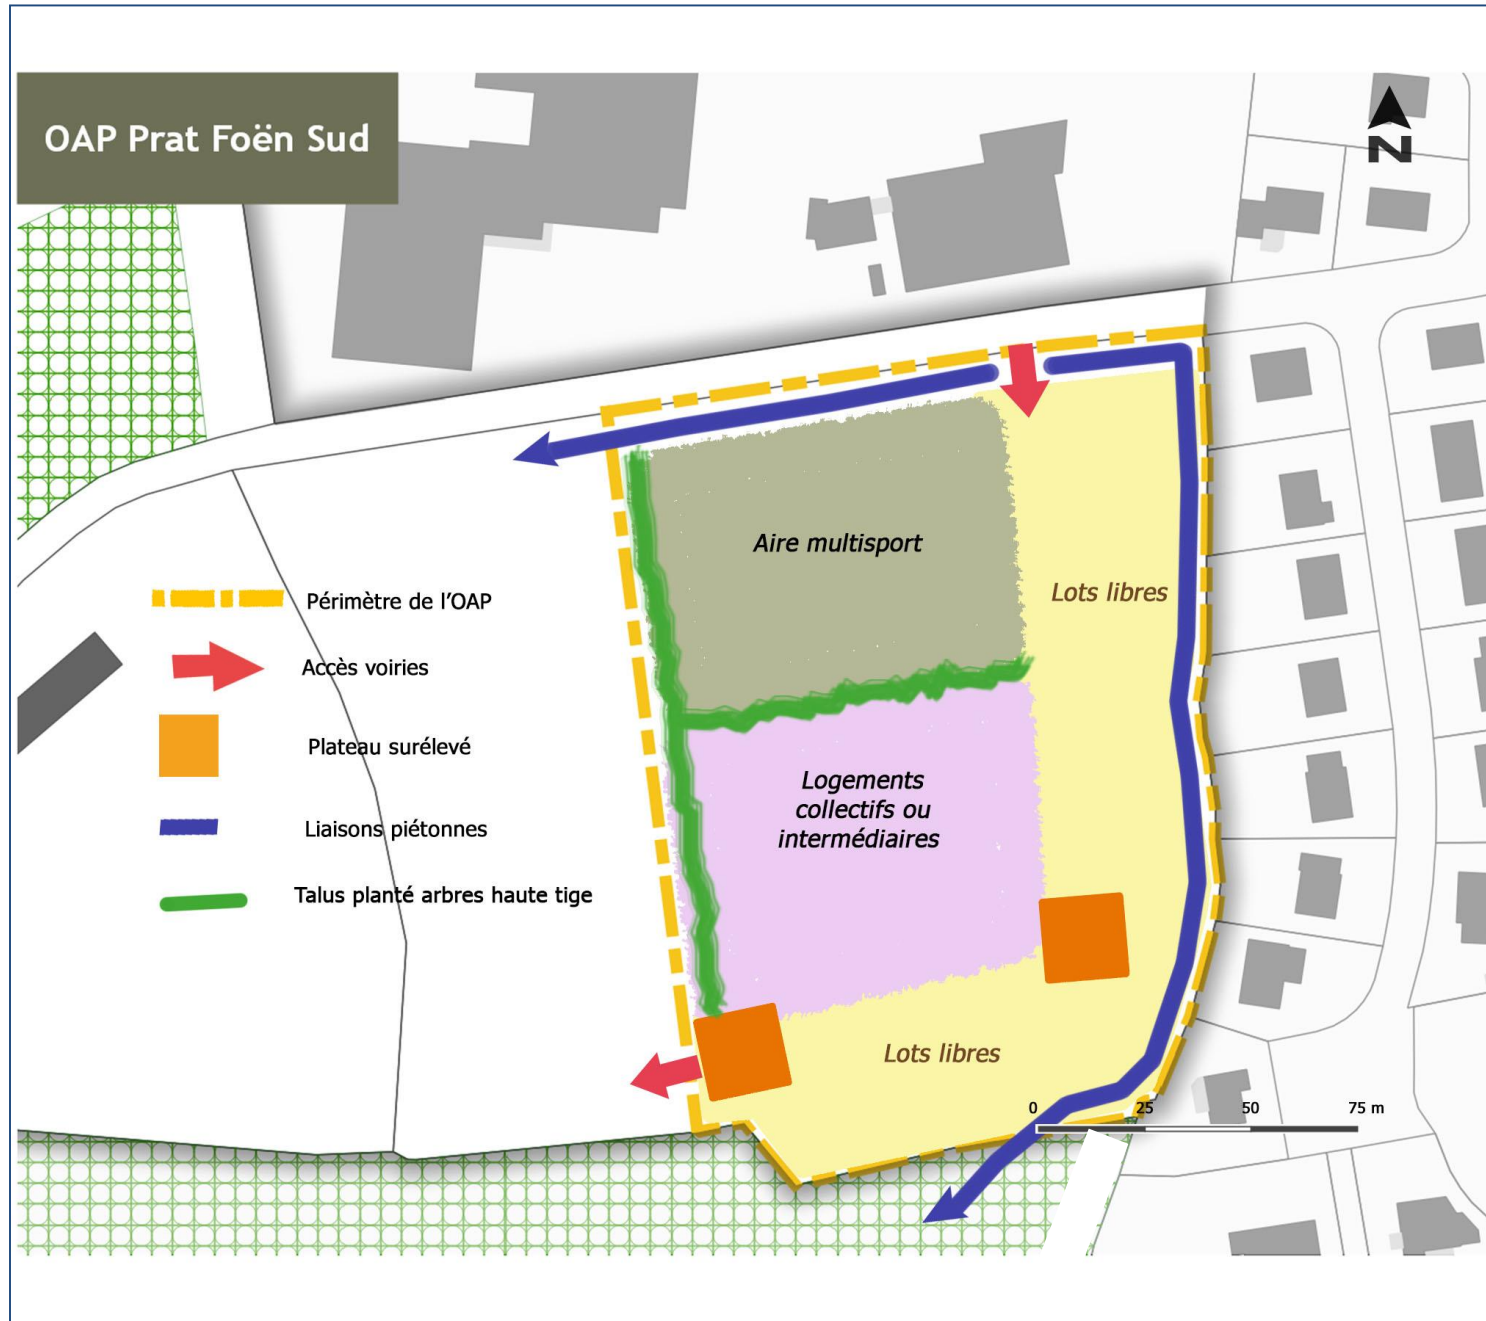 OAP Prat Foën Sud
N
Aire multisport
Lots libres
Périmètre de l'OAP
Accès voiries
Plateau surélevé
Liaisons piétonnes
Talus planté arbres haute tige
Logements
collectifs ou
intermédiaires
Lots libres
0 25 50 75 m